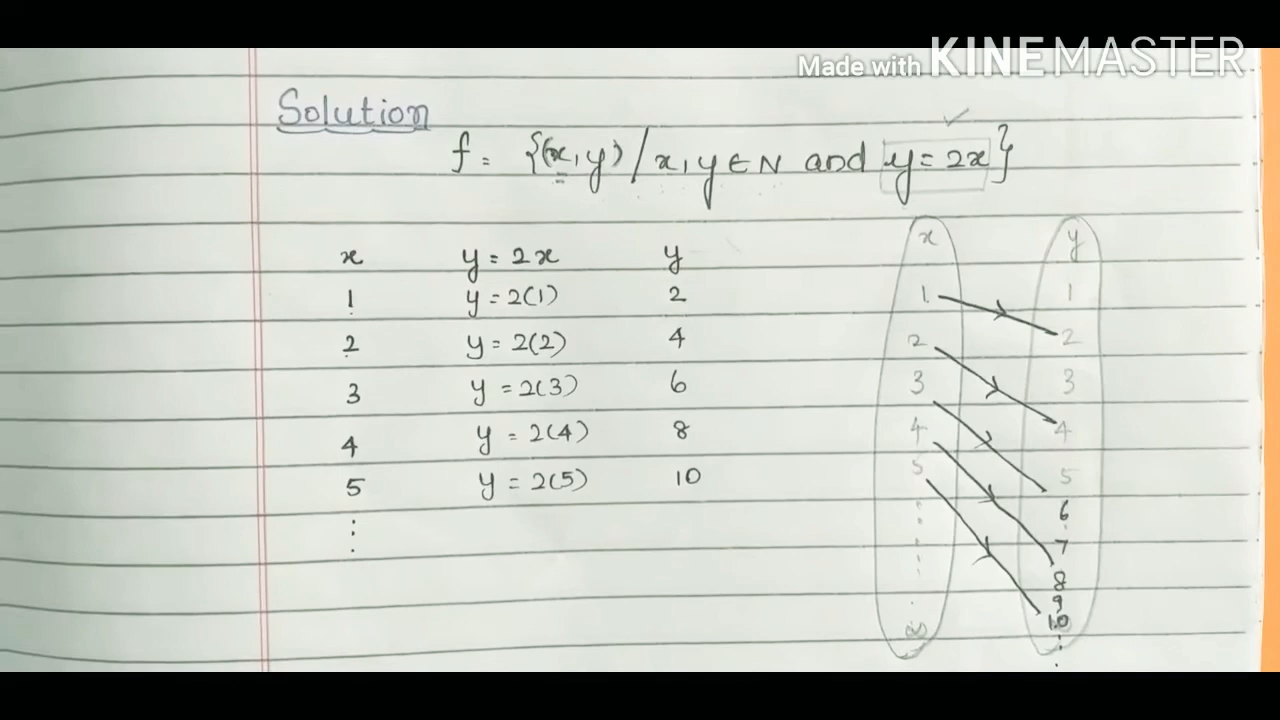 Made with KINEMASTER
Solution
f = {(x, y) / x, y ∈ N and y = 2x}
x y = 2x y
1 y = 2(1) 2
2 y = 2(2) 4
3 y = 2(3) 6
4 y = 2(4) 8
5 y = 2(5) 10
⋮
x
1
2
3
4
5
⋮
∞
y
1
2
3
4
5
6
7
8
9
10
⋮